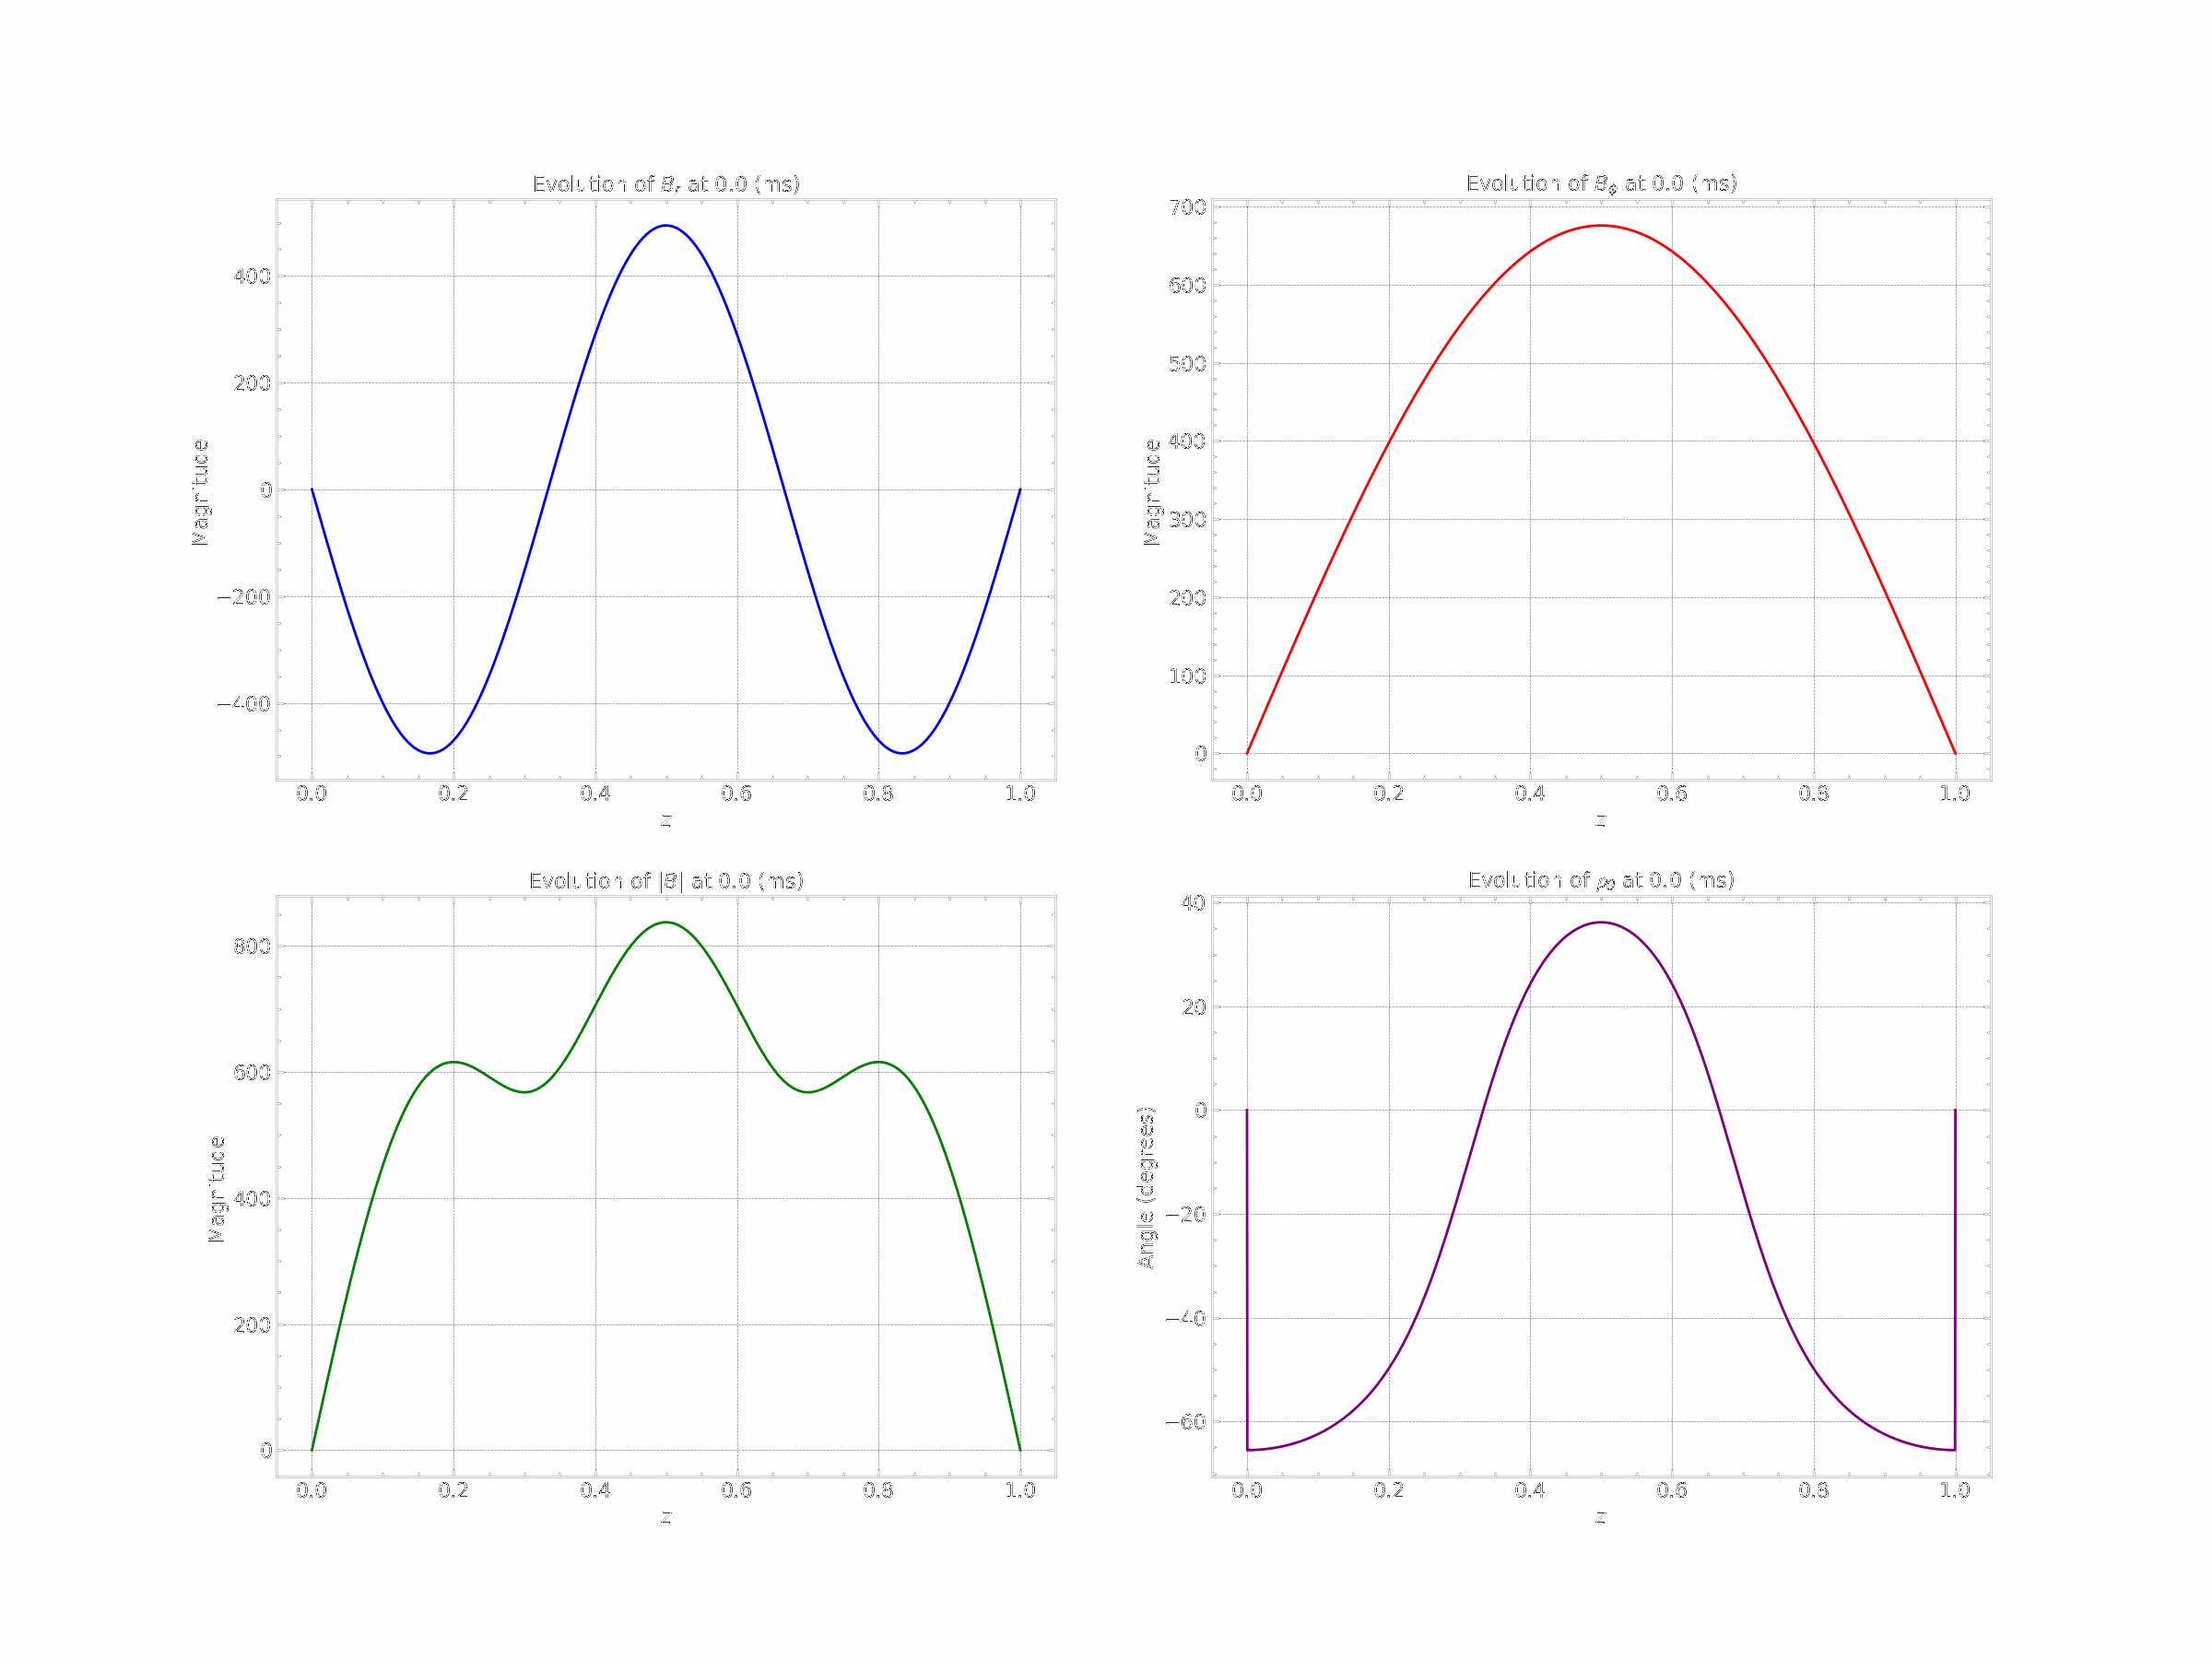 Evolution of B_r at 0.0 (ms)
Magnitude
400
200
0
−200
−400
0.0 0.2 0.4 0.6 0.8 1.0
z
Evolution of B_ϕ at 0.0 (ms)
Magnitude
700
600
500
400
300
200
100
0
0.0 0.2 0.4 0.6 0.8 1.0
z
Evolution of |B| at 0.0 (ms)
Magnitude
800
600
400
200
0
0.0 0.2 0.4 0.6 0.8 1.0
z
Evolution of at 0.0 (ms)
Angle (degrees)
40
20
0
−20
−40
−60
0.0 0.2 0.4 0.6 0.8 1.0
z